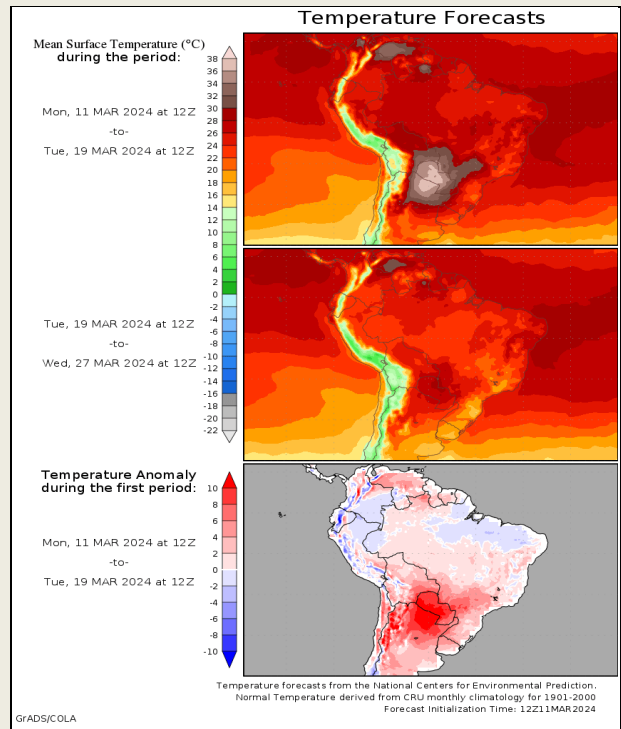 Temperature Forecasts
Mean Surface Temperature (°C)
during the period:
Mon, 11 MAR 2024 at 12Z
-to-
Tue, 19 MAR 2024 at 12Z
38
36
34
32
30
28
26
24
22
20
18
16
14
12
10
8
6
4
2
0
-2
-4
-6
-8
-10
-12
-14
-16
-18
-20
-22
Tue, 19 MAR 2024 at 12Z
-to-
Wed, 27 MAR 2024 at 12Z
Temperature Anomaly
during the first period:
Mon, 11 MAR 2024 at 12Z
-to-
Tue, 19 MAR 2024 at 12Z
10
8
6
4
2
0
-2
-4
-6
-8
-10
Temperature forecasts from the National Centers for Environmental Prediction.
Normal Temperature derived from CRU monthly climatology for 1901-2000
Forecast Initialization Time: 12Z11MAR2024
GrADS/COLA